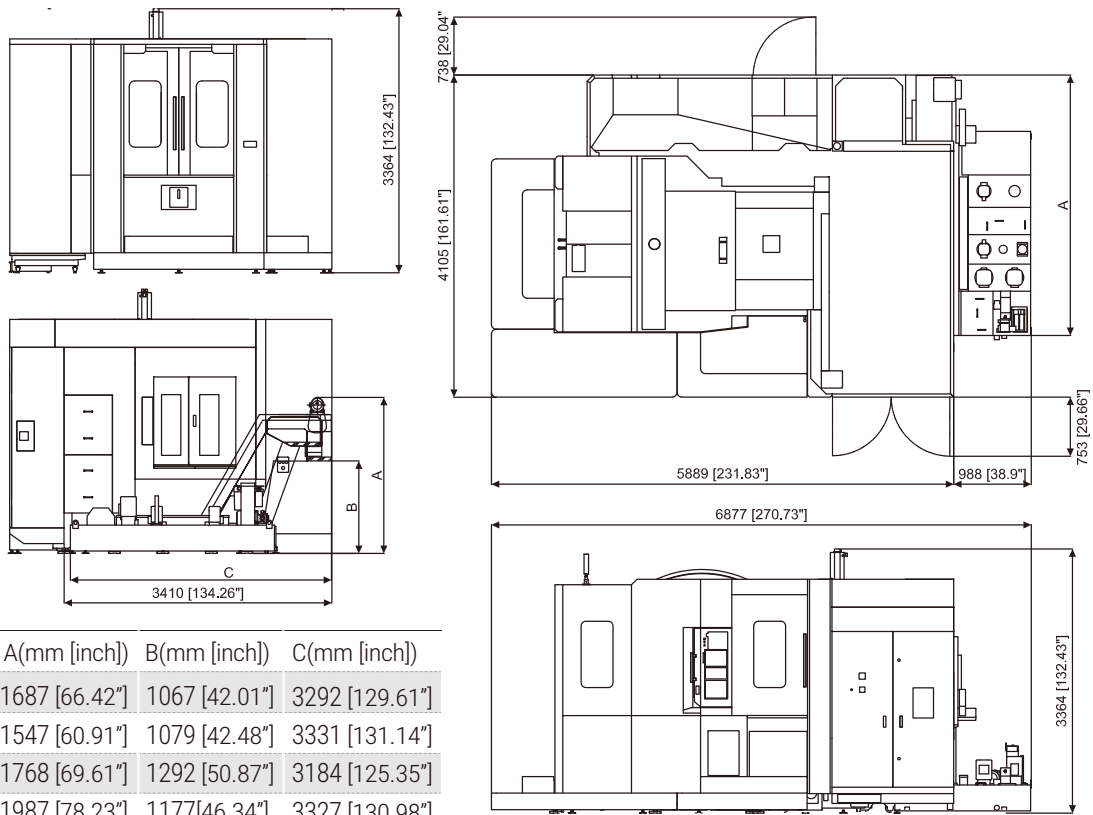 3364 [132.43"]
738 [29.04"]
4105 [161.61"]
A
753 [29.66"]
5889 [231.83"]
988 [38.9"]
A
B
C
3410 [134.26"]
6877 [270.73"]
3364 [132.43"]
A(mm [inch]) B(mm [inch]) C(mm [inch])
1687 [66.42"] 1067 [42.01"] 3292 [129.61"]
1547 [60.91"] 1079 [42.48"] 3331 [131.14"]
1768 [69.61"] 1292 [50.87"] 3184 [125.35"]
1987 [78.23"] 1177[46.34"] 3327 [130.98"]